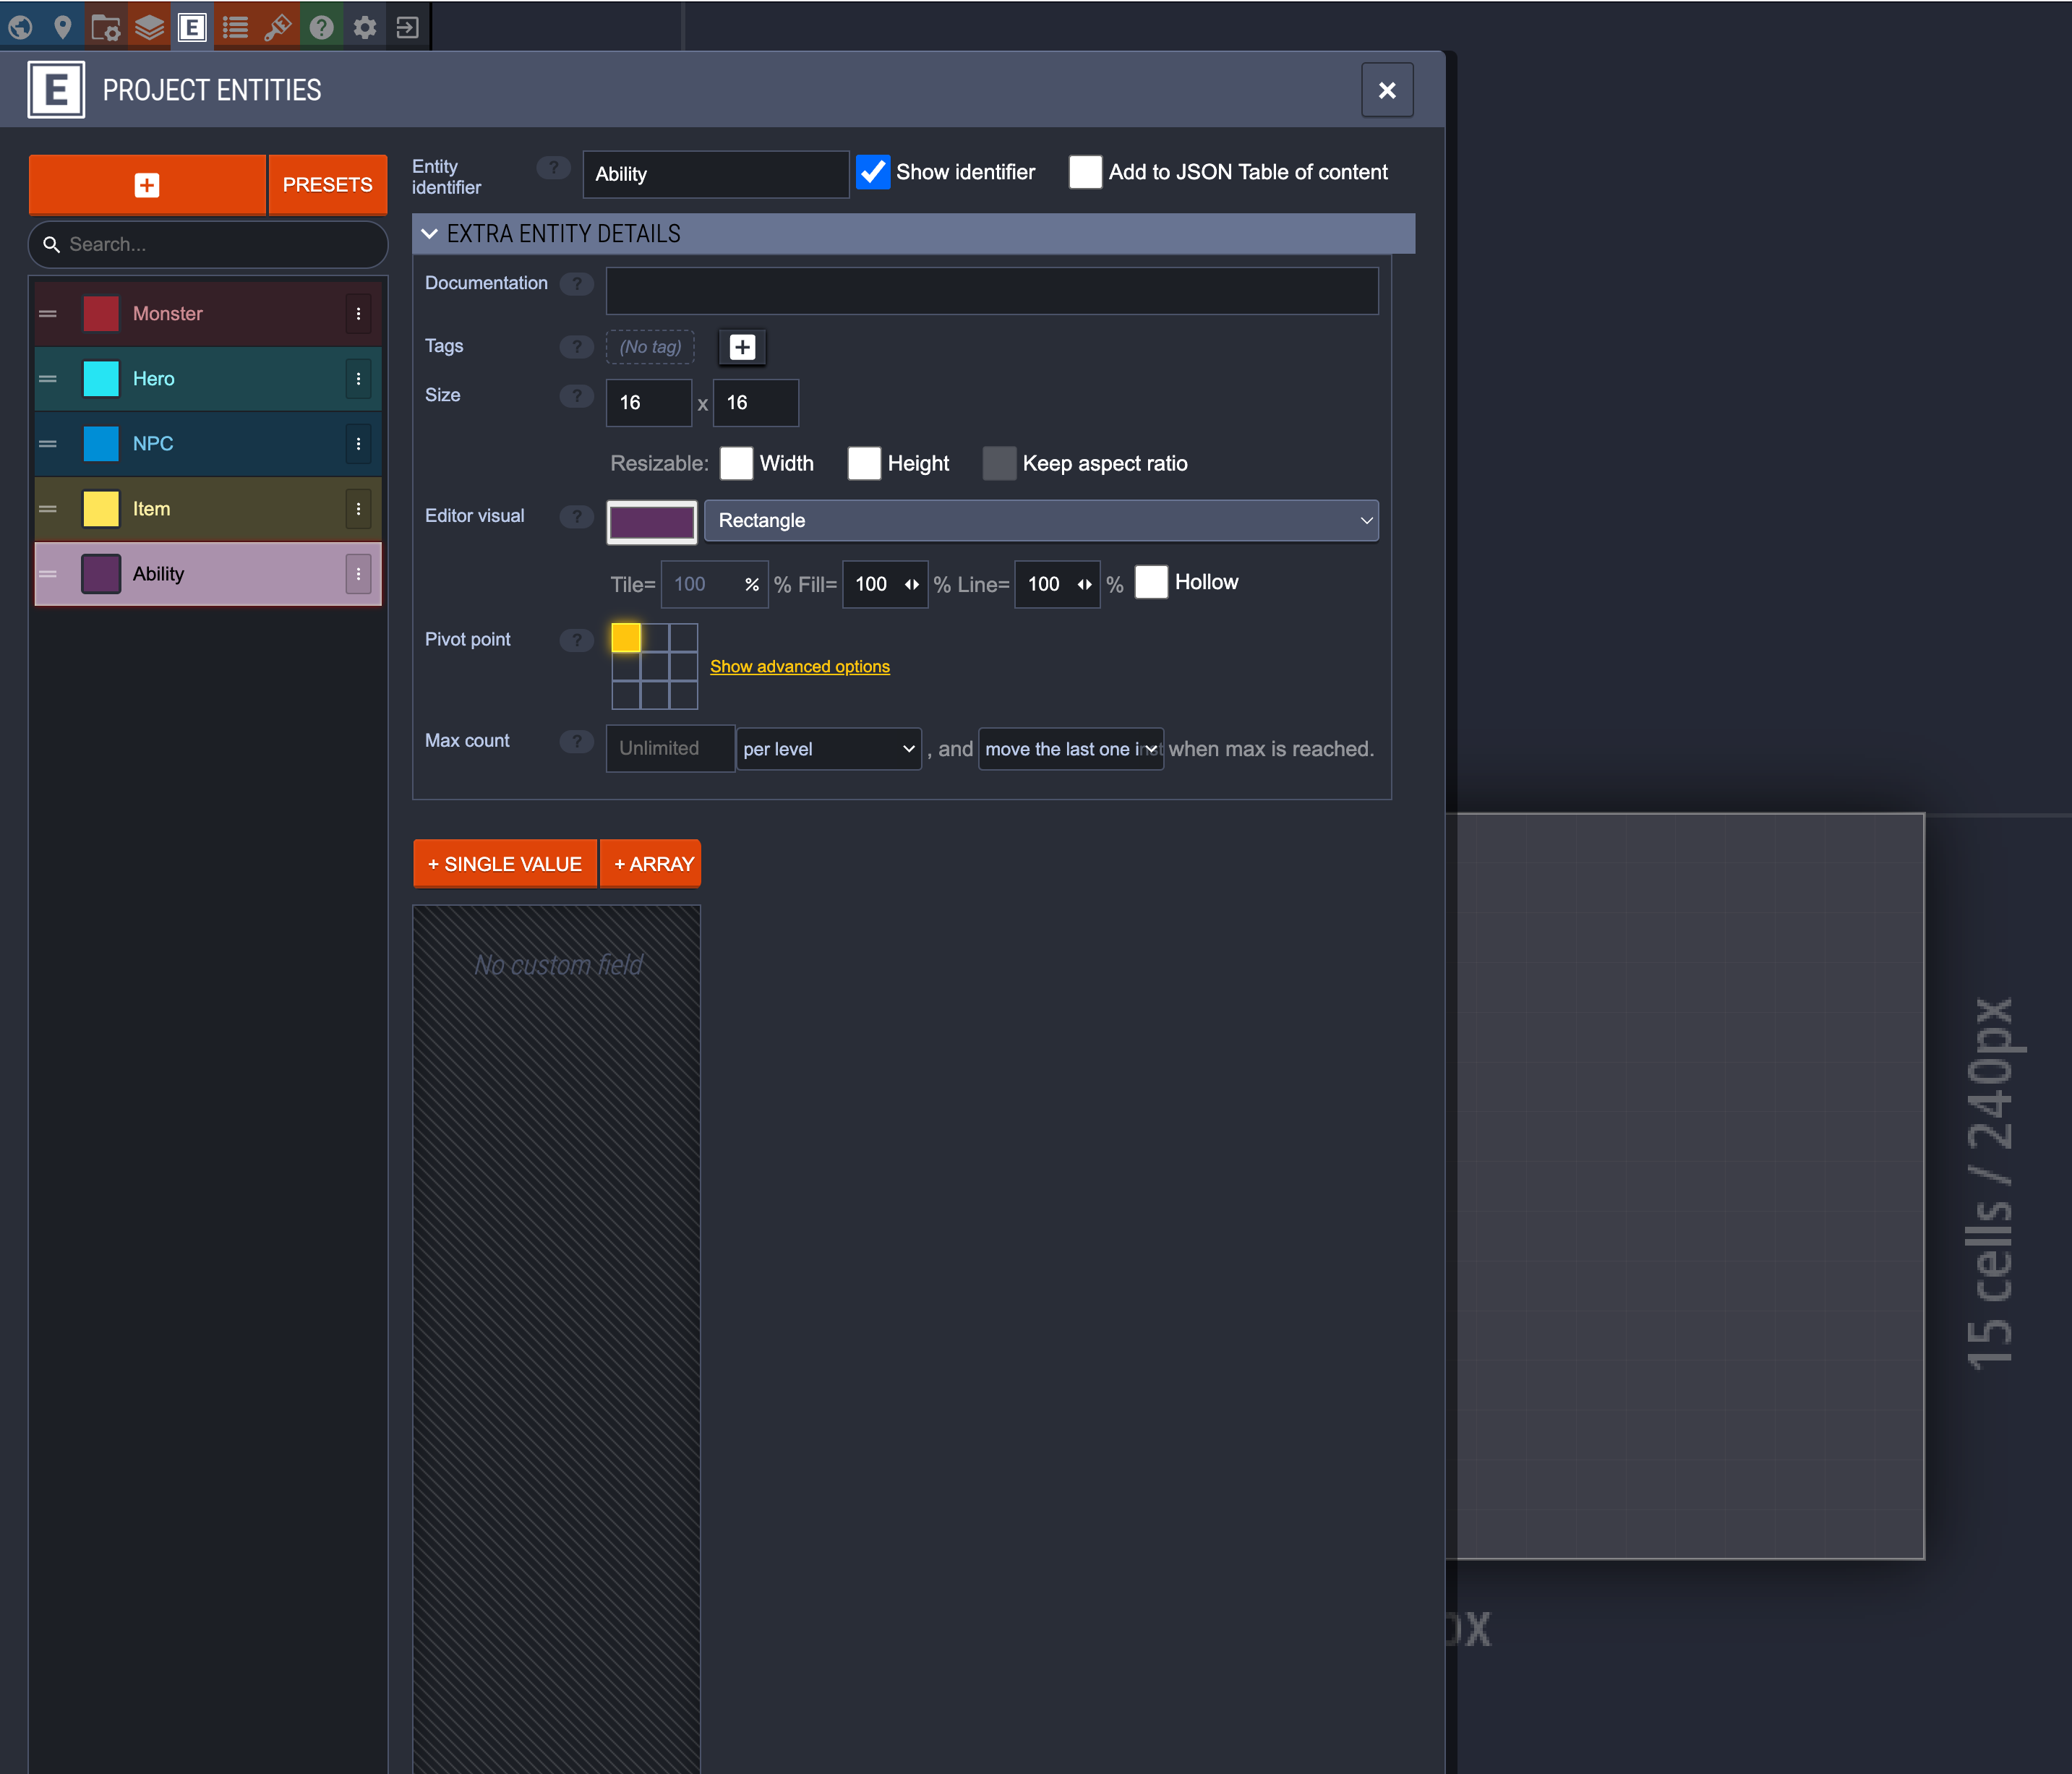 E
?
E PROJECT ENTITIES
PRESETS
Search...
Monster
Hero
NPC
Item
Ability
Entity identifier ? Ability Show identifier Add to JSON Table of content
EXTRA ENTITY DETAILS
Documentation ?
Tags ? (No tag)
Size ? 16 x 16
Resizable: Width Height Keep aspect ratio
Editor visual ? Rectangle
Tile= 100 % % Fill= 100 % Line= 100 % Hollow
Pivot point ? Show advanced options
Max count ? Unlimited per level , and move the last one inst when max is reached.
+ SINGLE VALUE + ARRAY
No custom field
15 cells / 240px
px